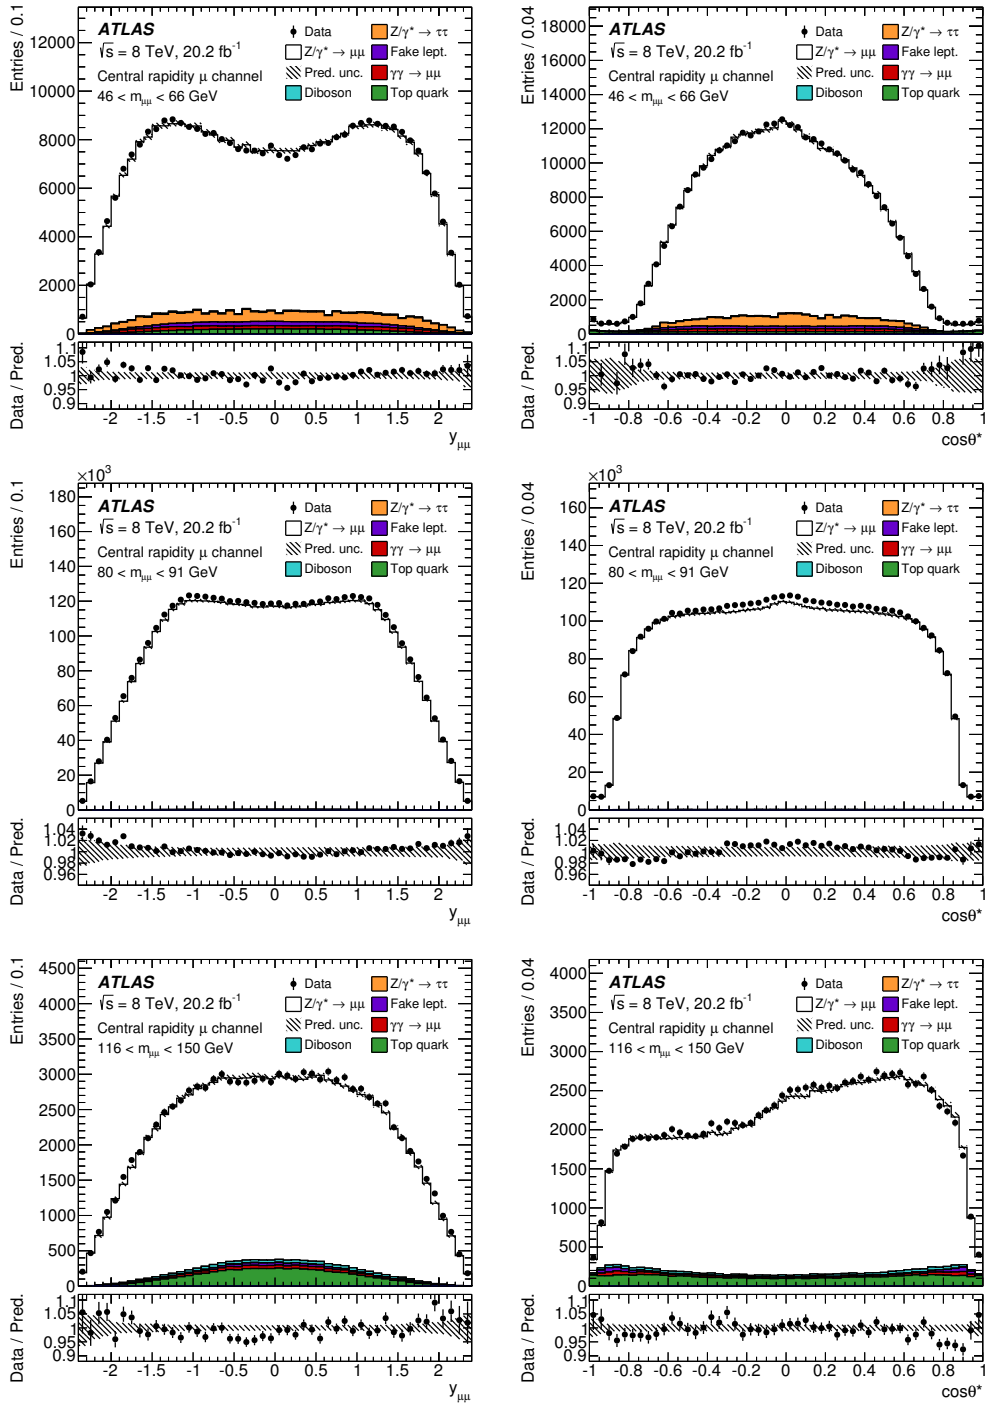 Entries / 0.1
12000
10000
8000
6000
4000
2000
0
ATLAS
√s = 8 TeV, 20.2 fb⁻¹
Central rapidity μ channel
46 < mμμ < 66 GeV
Data
Z/γ* → μμ
Pred. unc.
Diboson
Z/γ* → ττ
Fake lept.
γγ → μμ
Top quark
Data / Pred.
1.1
1.05
1
0.95
0.9
-2 -1.5 -1 -0.5 0 0.5 1 1.5 2
yμμ
Entries / 0.04
18000
16000
14000
12000
10000
8000
6000
4000
2000
0
ATLAS
√s = 8 TeV, 20.2 fb⁻¹
Central rapidity μ channel
46 < mμμ < 66 GeV
Data
Z/γ* → μμ
Pred. unc.
Diboson
Z/γ* → ττ
Fake lept.
γγ → μμ
Top quark
Data / Pred.
1.1
1.05
1
0.95
0.9
-1 -0.8 -0.6 -0.4 -0.2 0 0.2 0.4 0.6 0.8 1
cosθ*
×10³
Entries / 0.1
180
160
140
120
100
80
60
40
20
0
ATLAS
√s = 8 TeV, 20.2 fb⁻¹
Central rapidity μ channel
80 < mμμ < 91 GeV
Data
Z/γ* → μμ
Pred. unc.
Diboson
Z/γ* → ττ
Fake lept.
γγ → μμ
Top quark
Data / Pred.
1.04
1.02
1
0.98
0.96
-2 -1.5 -1 -0.5 0 0.5 1 1.5 2
yμμ
×10³
Entries / 0.04
160
140
120
100
80
60
40
20
0
ATLAS
√s = 8 TeV, 20.2 fb⁻¹
Central rapidity μ channel
80 < mμμ < 91 GeV
Data
Z/γ* → μμ
Pred. unc.
Diboson
Z/γ* → ττ
Fake lept.
γγ → μμ
Top quark
Data / Pred.
1.04
1.02
1
0.98
0.96
-1 -0.8 -0.6 -0.4 -0.2 0 0.2 0.4 0.6 0.8 1
cosθ*
Entries / 0.1
4500
4000
3500
3000
2500
2000
1500
1000
500
0
ATLAS
√s = 8 TeV, 20.2 fb⁻¹
Central rapidity μ channel
116 < mμμ < 150 GeV
Data
Z/γ* → μμ
Pred. unc.
Diboson
Z/γ* → ττ
Fake lept.
γγ → μμ
Top quark
Data / Pred.
1.1
1.05
1
0.95
0.9
-2 -1.5 -1 -0.5 0 0.5 1 1.5 2
yμμ
Entries / 0.04
4000
3500
3000
2500
2000
1500
1000
500
0
ATLAS
√s = 8 TeV, 20.2 fb⁻¹
Central rapidity μ channel
116 < mμμ < 150 GeV
Data
Z/γ* → μμ
Pred. unc.
Diboson
Z/γ* → ττ
Fake lept.
γγ → μμ
Top quark
Data / Pred.
1.1
1.05
1
0.95
0.9
-1 -0.8 -0.6 -0.4 -0.2 0 0.2 0.4 0.6 0.8 1
cosθ*